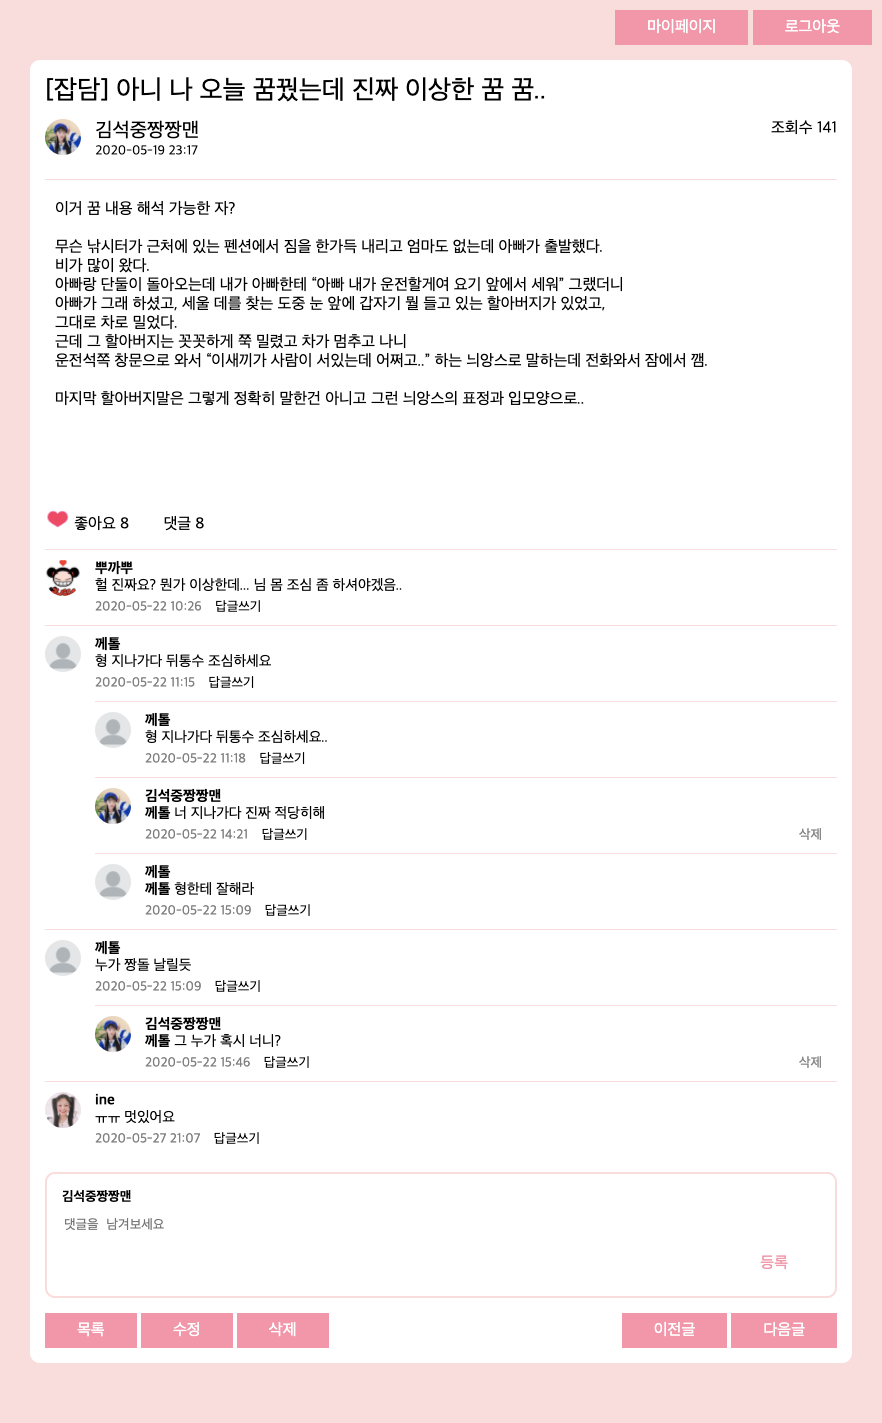 마이페이지 로그아웃
[잡담] 아니 나 오늘 꿈꿨는데 진짜 이상한 꿈 꿈..
김석중짱짱맨 조회수 141
2020-05-19 23:17
이거 꿈 내용 해석 가능한 자?
무슨 낚시터가 근처에 있는 펜션에서 짐을 한가득 내리고 엄마도 없는데 아빠가 출발했다.
비가 많이 왔다.
아빠랑 단둘이 돌아오는데 내가 아빠한테 “아빠 내가 운전할게여 요기 앞에서 세워” 그랬더니
아빠가 그래 하셨고, 세울 데를 찾는 도중 눈 앞에 갑자기 뭘 들고 있는 할아버지가 있었고,
그대로 차로 밀었다.
근데 그 할아버지는 꼿꼿하게 쭉 밀렸고 차가 멈추고 나니
운전석쪽 창문으로 와서 “이새끼가 사람이 서있는데 어쩌고..” 하는 늬앙스로 말하는데 전화와서 잠에서 깸.
마지막 할아버지말은 그렇게 정확히 말한건 아니고 그런 늬앙스의 표정과 입모양으로..
좋아요 8 댓글 8
뿌까뿌
헐 진짜요? 뭔가 이상한데... 님 몸 조심 좀 하셔야겠음..
2020-05-22 10:26 답글쓰기
께톨
형 지나가다 뒤통수 조심하세요
2020-05-22 11:15 답글쓰기
께톨
형 지나가다 뒤통수 조심하세요..
2020-05-22 11:18 답글쓰기
김석중짱짱맨
께톨 너 지나가다 진짜 적당히해
2020-05-22 14:21 답글쓰기 삭제
께톨
께톨 형한테 잘해라
2020-05-22 15:09 답글쓰기
께톨
누가 짱돌 날릴듯
2020-05-22 15:09 답글쓰기
김석중짱짱맨
께톨 그 누가 혹시 너니?
2020-05-22 15:46 답글쓰기 삭제
ine
ㅠㅠ 멋있어요
2020-05-27 21:07 답글쓰기
김석중짱짱맨
댓글을 남겨보세요
등록
목록 수정 삭제 이전글 다음글